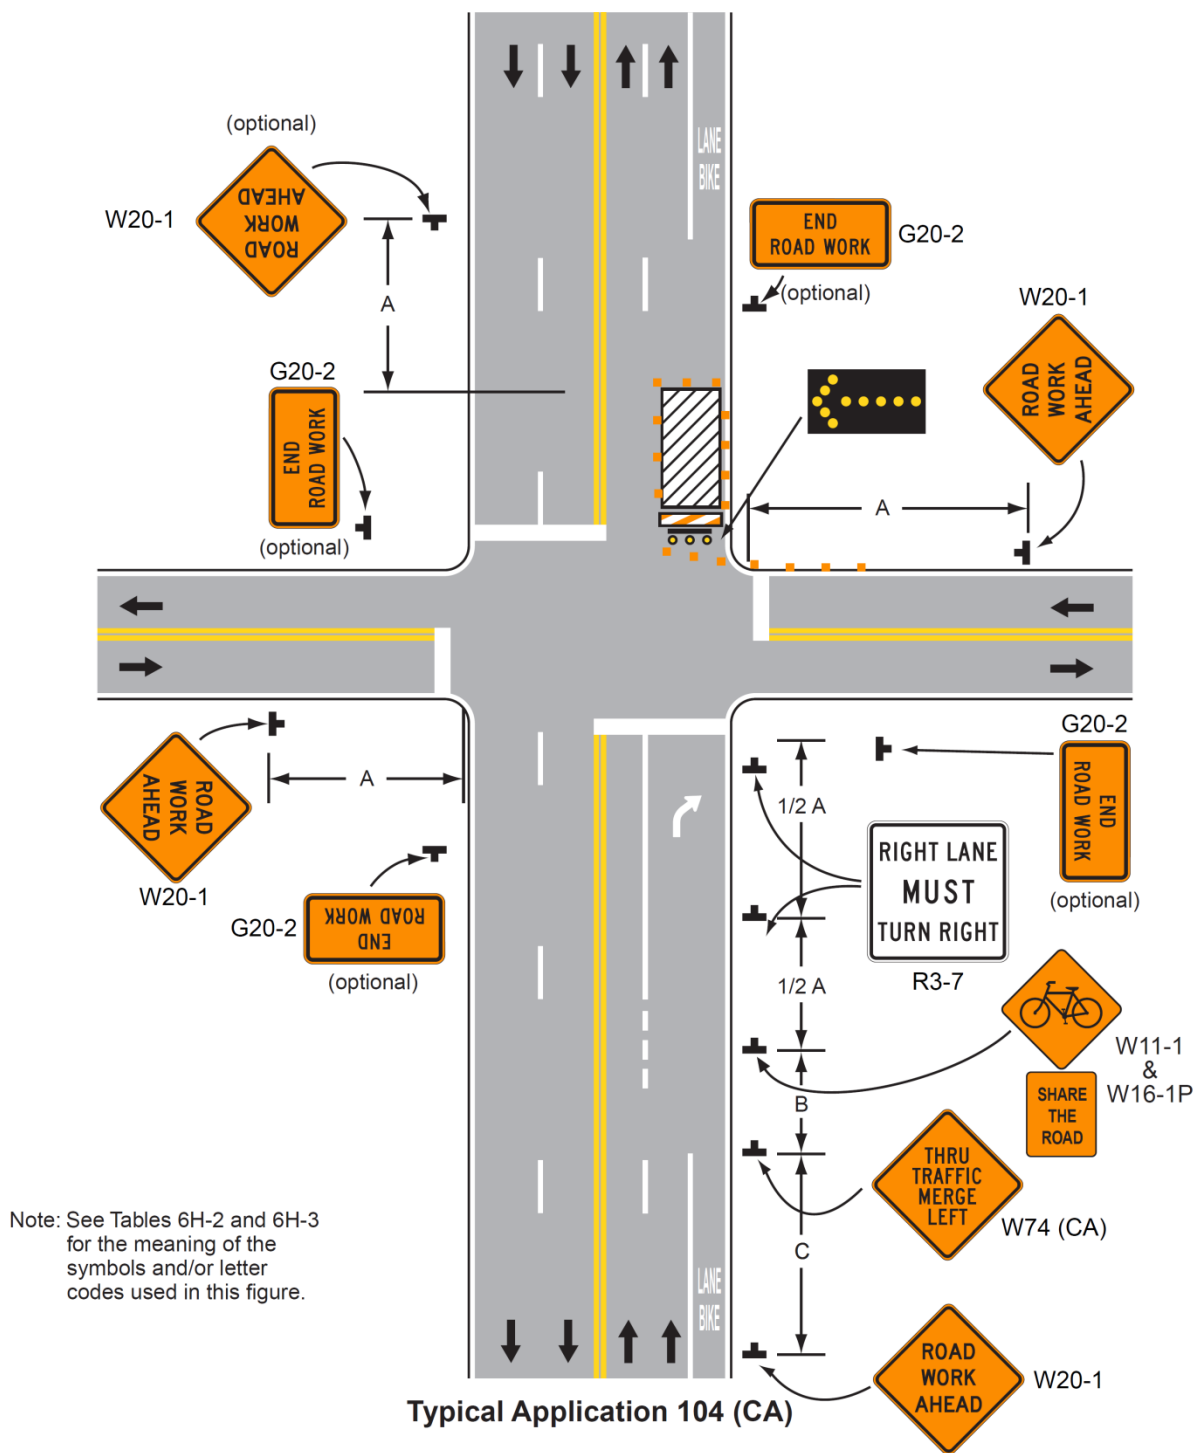 (optional)
W20-1
ROAD
WORK
AHEAD
A
LANE
BIKE
END
ROAD WORK
G20-2
(optional)
W20-1
ROAD
WORK
AHEAD
G20-2
END
ROAD WORK
(optional)
A
ROAD
WORK
AHEAD
W20-1
A
G20-2
END
ROAD WORK
(optional)
1/2 A
RIGHT LANE
MUST
TURN RIGHT
R3-7
G20-2
END
ROAD WORK
(optional)
1/2 A
W11-1
&
W16-1P
SHARE
THE
ROAD
B
THRU
TRAFFIC
MERGE
LEFT
W74 (CA)
C
Note: See Tables 6H-2 and 6H-3
for the meaning of the
symbols and/or letter
codes used in this figure.
LANE
BIKE
ROAD
WORK
AHEAD
W20-1
Typical Application 104 (CA)